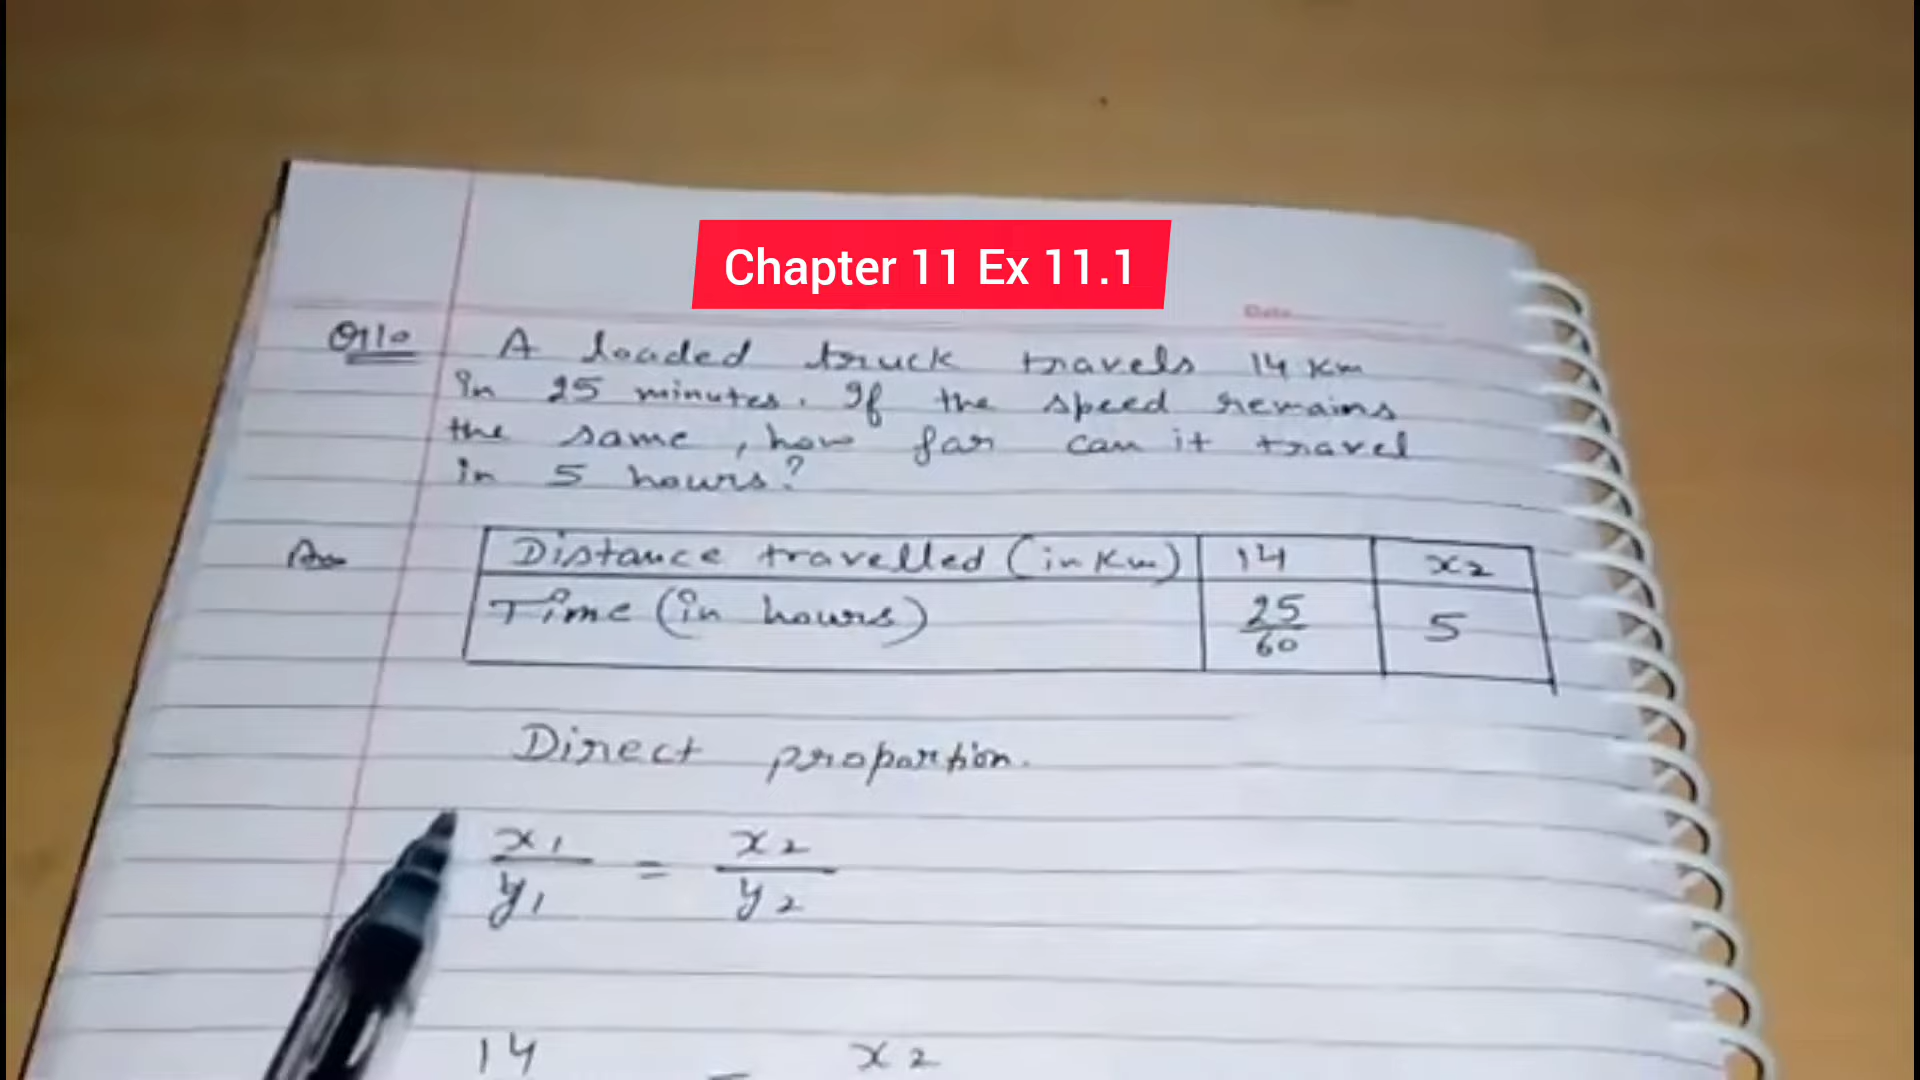 Chapter 11 Ex 11.1
Date
Q110 A loaded truck travels 14 Km
in 25 minutes. If the speed remains
the same, how far can it travel
in 5 hours?
Ans
Distance travelled (in Km) 14 x2
Time (in hours) 25/60 5
Direct proportion.
x1/y1 = x2/y2
14 = x2